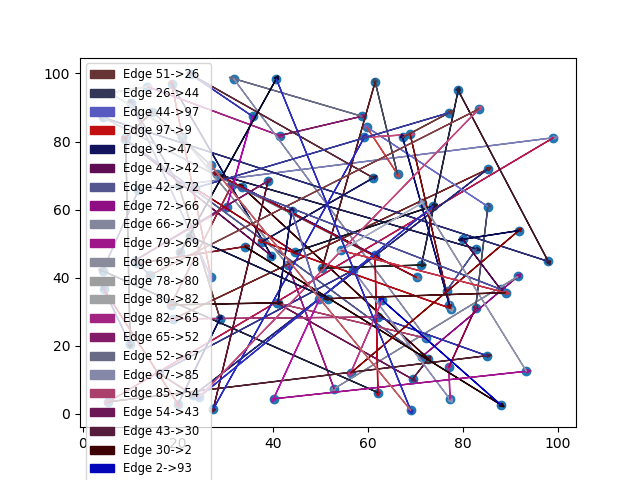 100
80
60
40
20
0
0
20
40
60
80
100
Edge 51->26
Edge 26->44
Edge 44->97
Edge 97->9
Edge 9->47
Edge 47->42
Edge 42->72
Edge 72->66
Edge 66->79
Edge 79->69
Edge 69->78
Edge 78->80
Edge 80->82
Edge 82->65
Edge 65->52
Edge 52->67
Edge 67->85
Edge 85->54
Edge 54->43
Edge 43->30
Edge 30->2
Edge 2->93